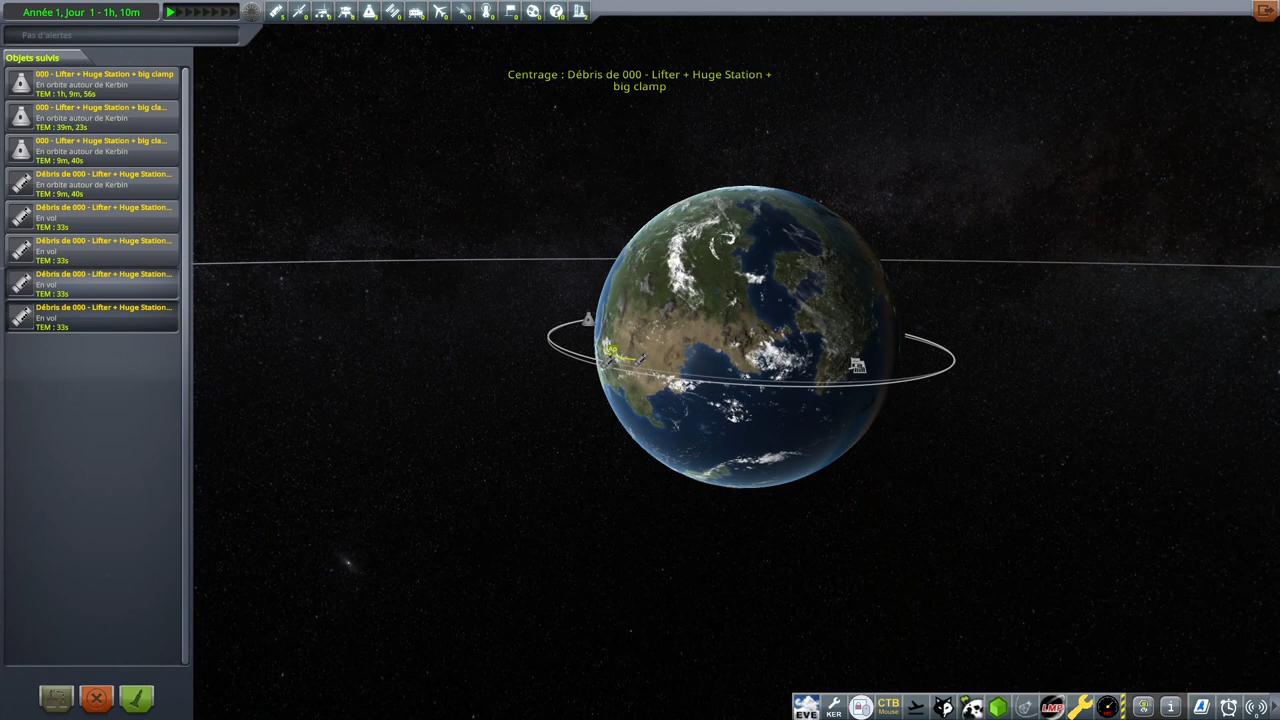 Année 1, Jour 1 - 1h, 10m
Pas d'alertes
Objets suivis
000 - Lifter + Huge Station + big clamp
En orbite autour de Kerbin
TEM : 1h, 9m, 56s
000 - Lifter + Huge Station + big cla...
En orbite autour de Kerbin
TEM : 39m, 23s
000 - Lifter + Huge Station + big cla...
En orbite autour de Kerbin
TEM : 9m, 40s
Débris de 000 - Lifter + Huge Station...
En orbite autour de Kerbin
TEM : 9m, 40s
Débris de 000 - Lifter + Huge Station...
En vol
TEM : 33s
Débris de 000 - Lifter + Huge Station...
En vol
TEM : 33s
Débris de 000 - Lifter + Huge Station...
En vol
TEM : 33s
Débris de 000 - Lifter + Huge Station...
En vol
TEM : 33s
Centrage : Débris de 000 - Lifter + Huge Station +
big clamp
Ap
EVE
KER
CTB
Mouse
LMP